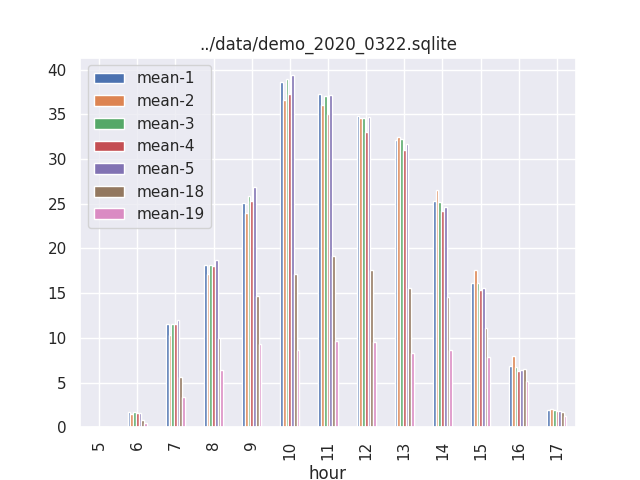 ../data/demo_2020_0322.sqlite
40
35
30
25
20
15
10
5
0
mean-1
mean-2
mean-3
mean-4
mean-5
mean-18
mean-19
5 6 7 8 9 10 11 12 13 14 15 16 17
hour